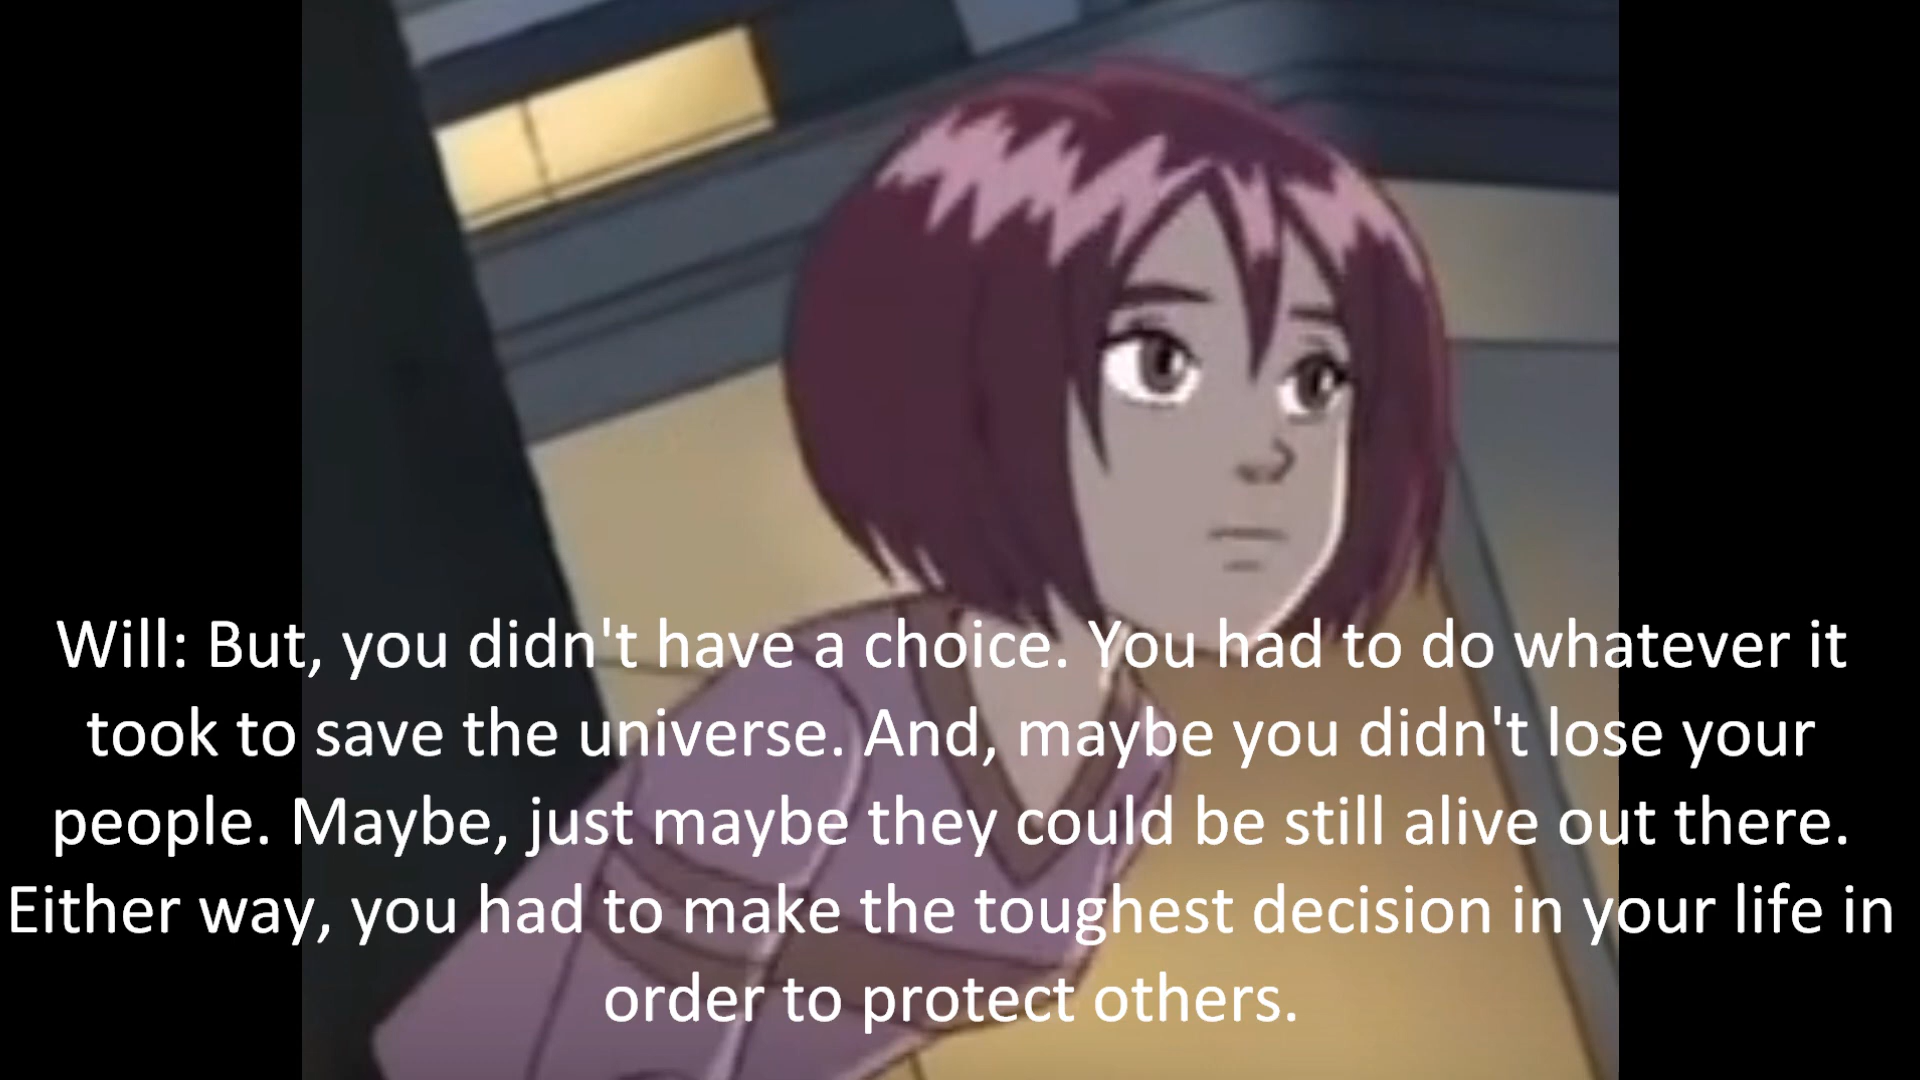 Will: But, you didn't have a choice. You had to do whatever it
took to save the universe. And, maybe you didn't lose your
people. Maybe, just maybe they could be still alive out there.
Either way, you had to make the toughest decision in your life in
order to protect others.